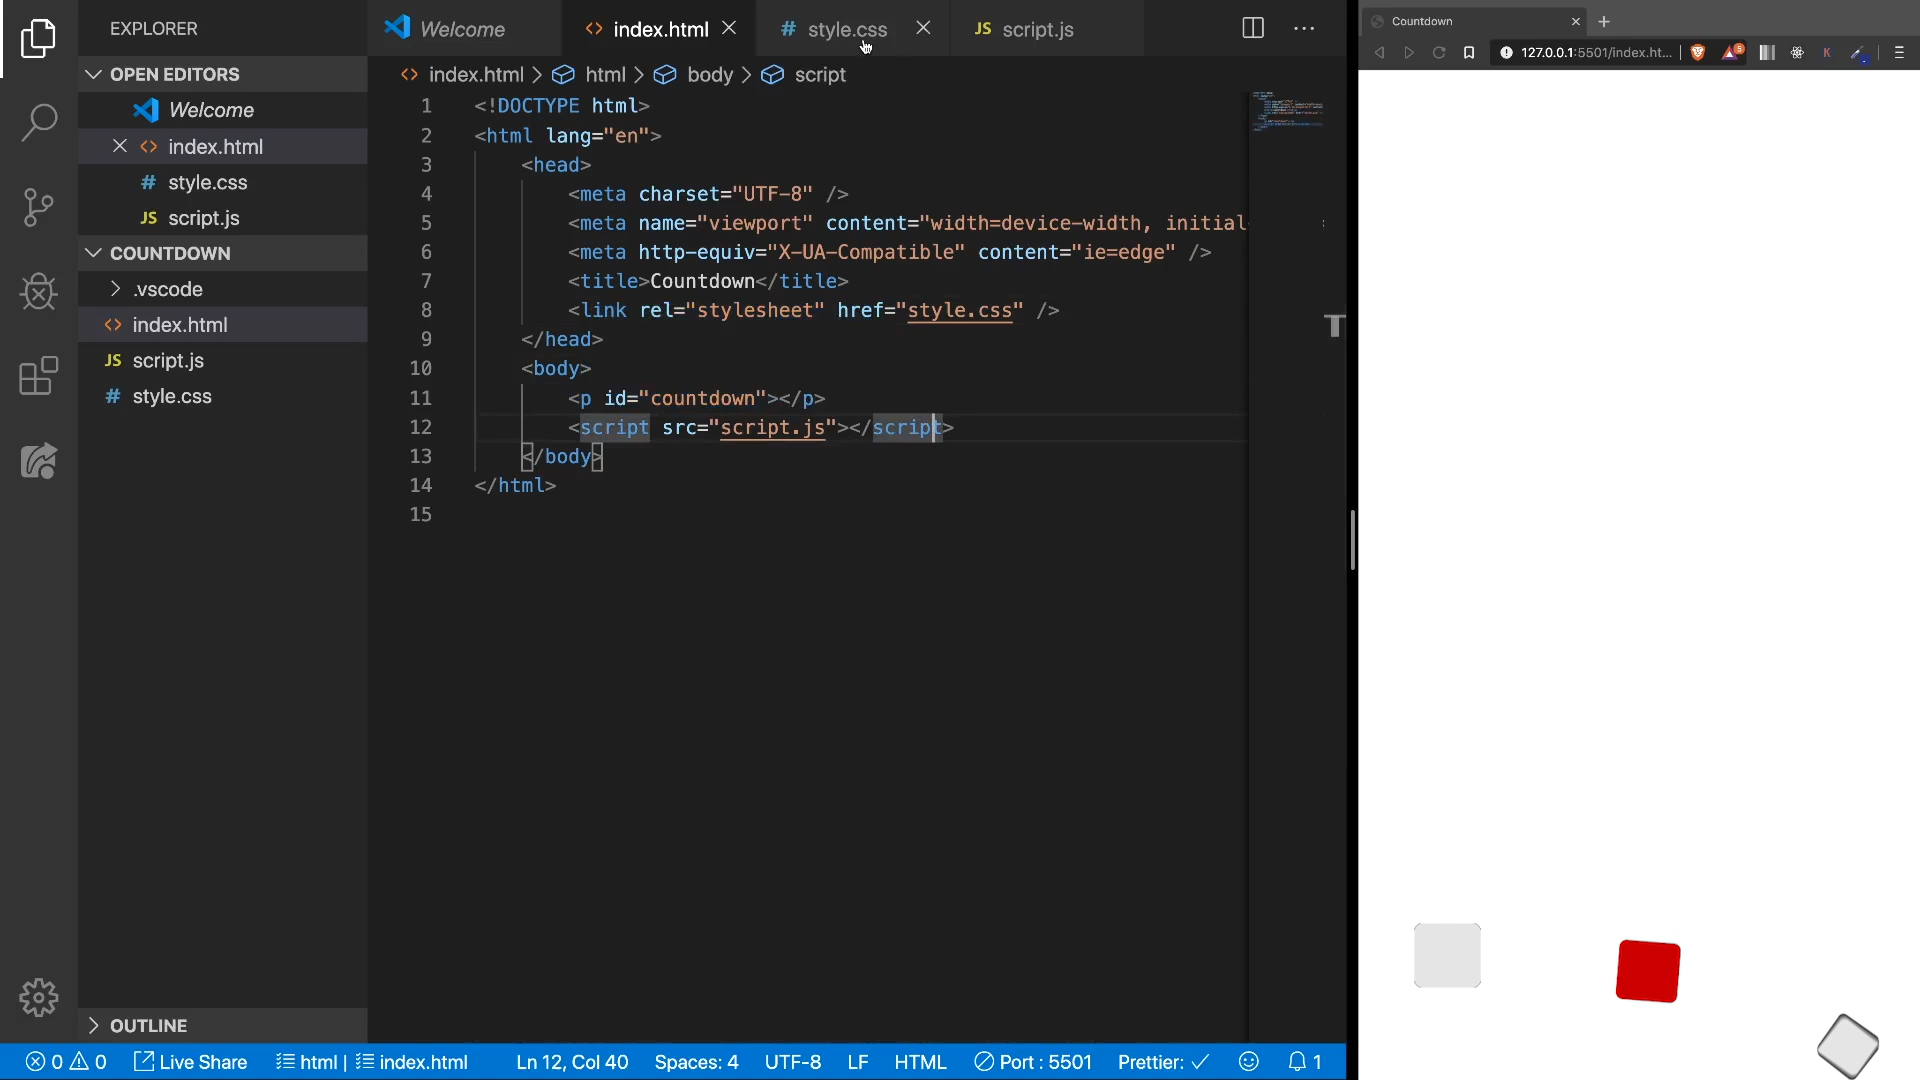 EXPLORER
OPEN EDITORS
Welcome
index.html
style.css
script.js
COUNTDOWN
.vscode
index.html
JS script.js
style.css
OUTLINE
Welcome
index.html
# style.css
JS script.js
index.html > html > body > script
1 <!DOCTYPE html>
2 <html lang="en">
3 <head>
4 <meta charset="UTF-8" />
5 <meta name="viewport" content="width=device-width, initial-
6 <meta http-equiv="X-UA-Compatible" content="ie=edge" />
7 <title>Countdown</title>
8 <link rel="stylesheet" href="style.css" />
9 </head>
10 <body>
11 <p id="countdown"></p>
12 <script src="script.js"></script>
13 </body>
14 </html>
15
T
0 0 Live Share html | index.html Ln 12, Col 40 Spaces: 4 UTF-8 LF HTML Port : 5501 Prettier: ✓ 1
Countdown
127.0.0.1:5501/index.ht...
5
K